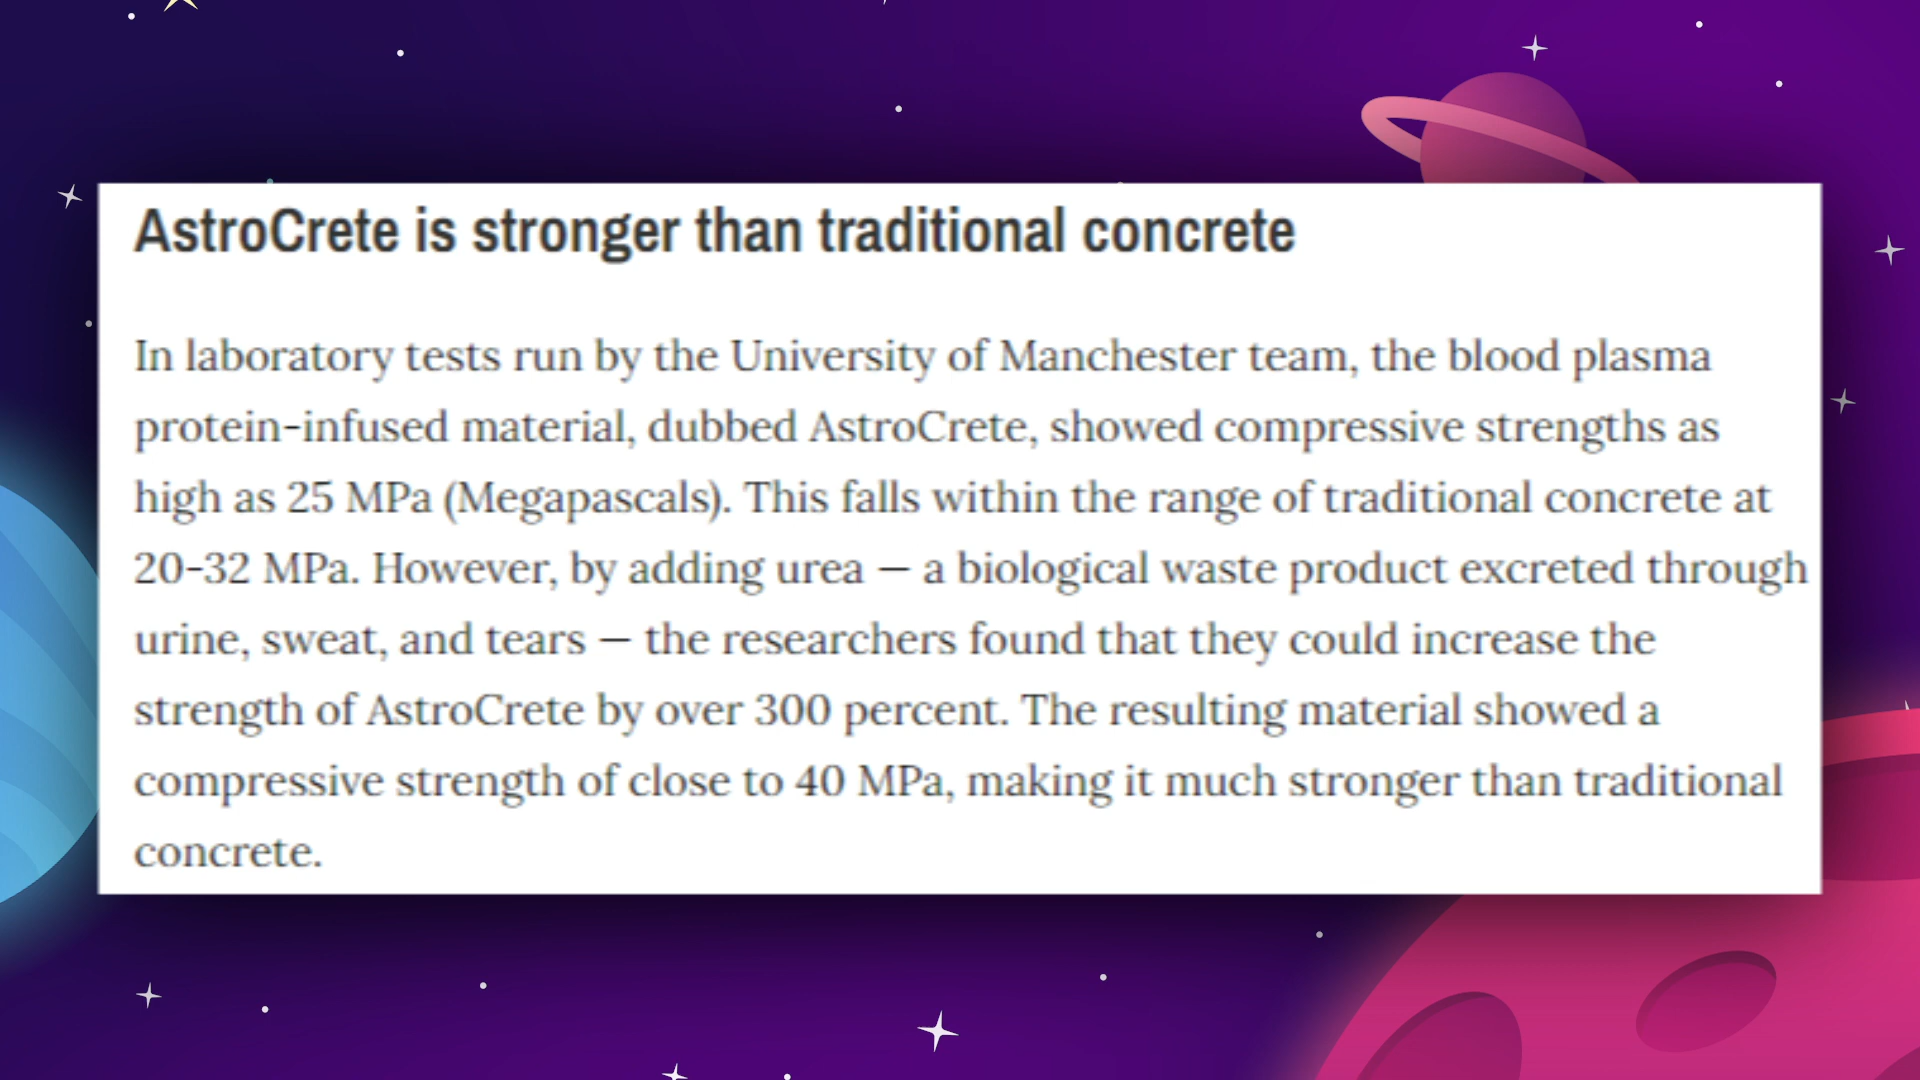 AstroCrete is stronger than traditional concrete
In laboratory tests run by the University of Manchester team, the blood plasma
protein-infused material, dubbed AstroCrete, showed compressive strengths as
high as 25 MPa (Megapascals). This falls within the range of traditional concrete at
20-32 MPa. However, by adding urea — a biological waste product excreted through
urine, sweat, and tears — the researchers found that they could increase the
strength of AstroCrete by over 300 percent. The resulting material showed a
compressive strength of close to 40 MPa, making it much stronger than traditional
concrete.